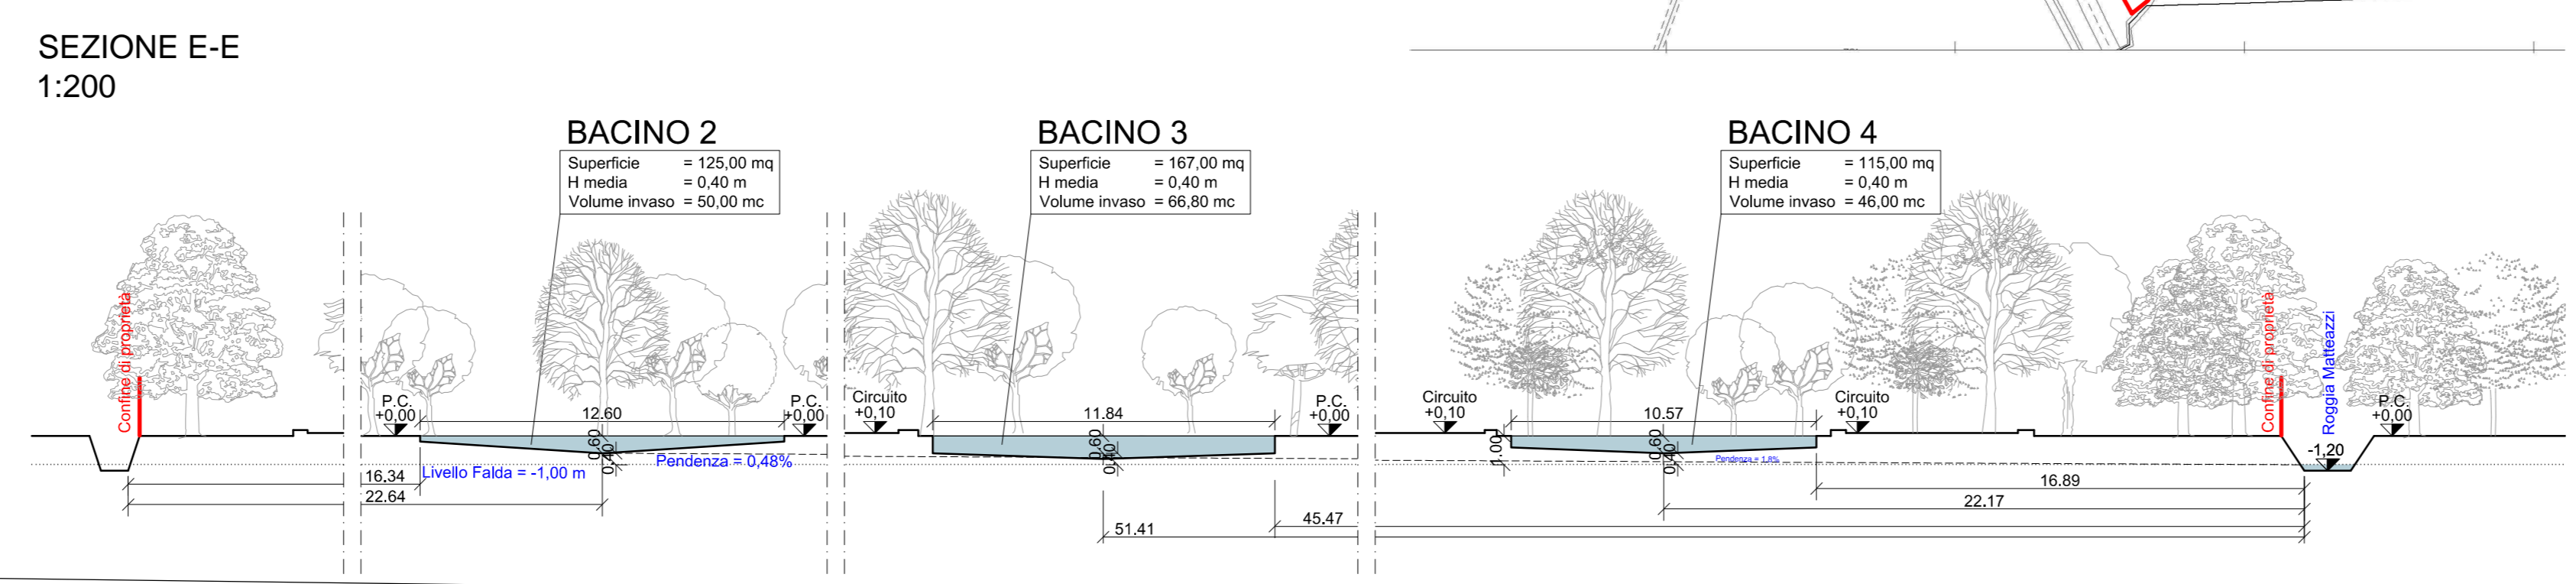 SEZIONE E-E
1:200
BACINO 2
Superficie = 125,00 mq
H media = 0,40 m
Volume invaso = 50,00 mc
BACINO 3
Superficie = 167,00 mq
H media = 0,40 m
Volume invaso = 66,80 mc
BACINO 4
Superficie = 115,00 mq
H media = 0,40 m
Volume invaso = 46,00 mc
Confine di proprietà
P.C.
+0,00
12.60
P.C.
+0,00
Circuito
+0,10
11.84
P.C.
+0,00
Circuito
+0,10
10.57
Circuito
+0,10
Confine di proprietà
Roggia Matteazzi
P.C.
+0,00
0,60
0,40
0,60
0,40
1.00
0,60
0,40
-1,20
Livello Falda = -1,00 m
Pendenza = 0,48%
Pendenza = 1,8%
16.34
22.64
51.41
45.47
16.89
22.17